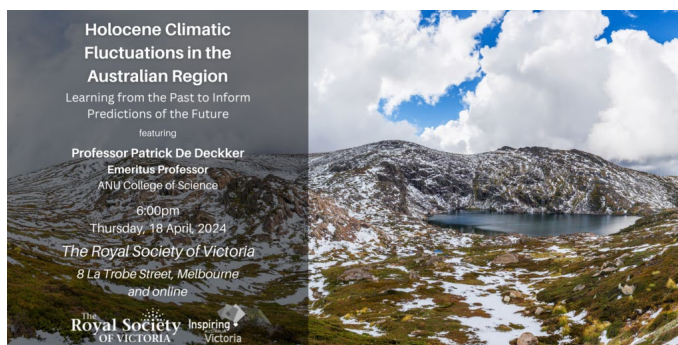 Holocene Climatic
Fluctuations in the
Australian Region
Learning from the Past to Inform
Predictions of the Future
featuring
Professor Patrick De Deckker
Emeritus Professor
ANU College of Science
6:00pm
Thursday, 18 April, 2024
The Royal Society of Victoria
8 La Trobe Street, Melbourne
and online
The
Royal Society
OF VICTORIA
Inspiring
Victoria